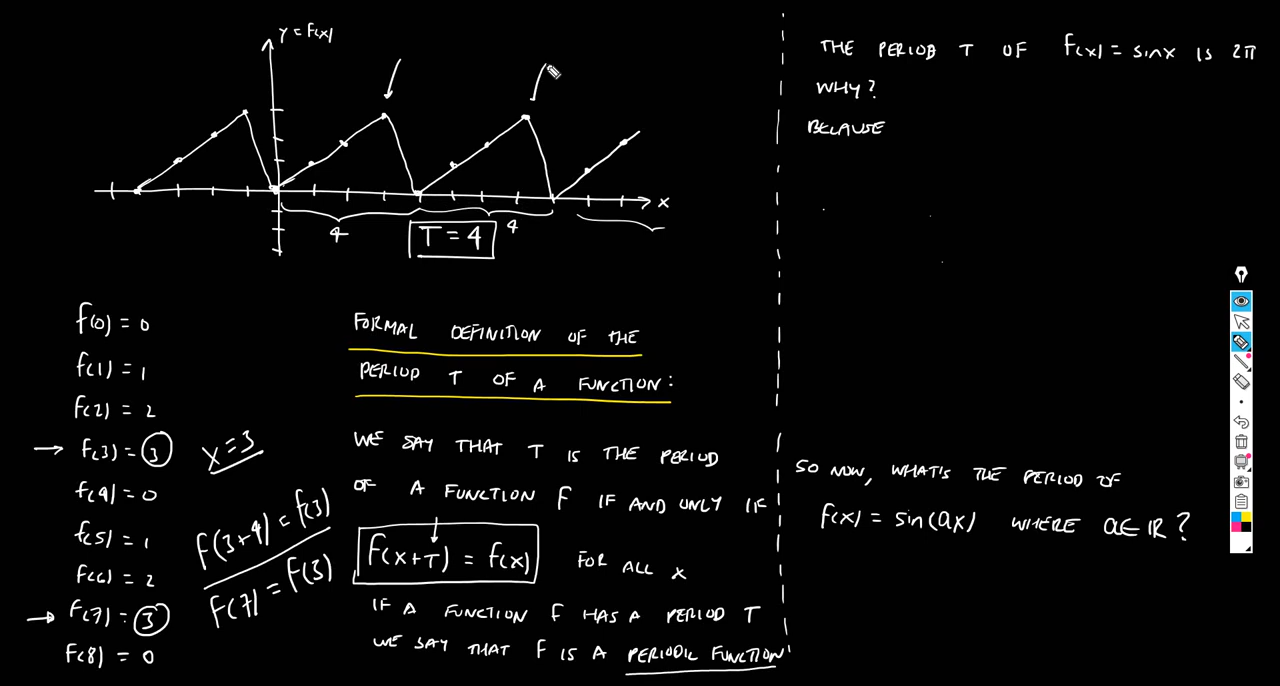 y = f(x)
x
4
T = 4
4
f(0) = 0
f(1) = 1
f(2) = 2
→ f(3) = 3
x = 3
f(4) = 0
f(5) = 1
f(6) = 2
→ f(7) = 3
f(8) = 0
f(3+4) = f(3)
f(7) = f(3)
FORMAL DEFINITION OF THE
PERIOD T OF A FUNCTION:
WE SAY THAT T IS THE PERIOD
OF A FUNCTION F IF AND ONLY IF
f(x+T) = f(x) FOR ALL x
IF A FUNCTION F HAS A PERIOD T
WE SAY THAT F IS A PERIODIC FUNCTION
THE PERIOD T OF f(x) = sinx IS 2π
WHY?
BECAUSE
SO NOW, WHAT'S THE PERIOD OF
f(x) = sin(ax) WHERE a∈ℝ?